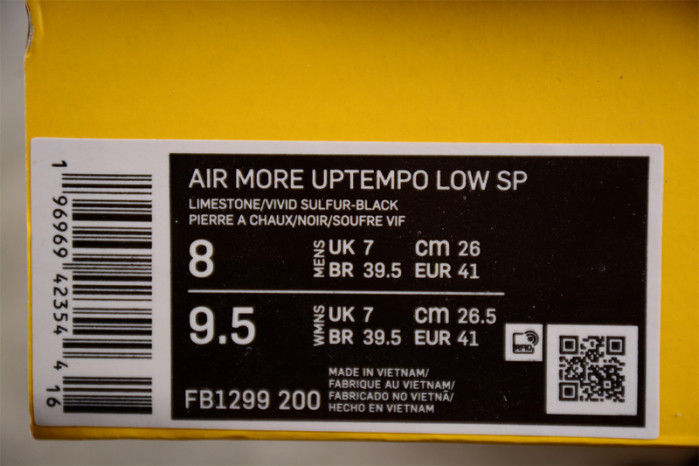 AIR MORE UPTEMPO LOW SP
LIMESTONE/VIVID SULFUR-BLACK
PIERRE A CHAUX/NOIR/SOUFRE VIF
8 MENS UK 7 cm 26
BR 39.5 EUR 41
9.5 WMNS UK 7 cm 26.5
BR 39.5 EUR 41
FB1299 200
MADE IN VIETNAM/
FABRIQUE AU VIETNAM/
FABRICADO NO VIETNÃ/
HECHO EN VIETNAM
RFID
1 96969 42354 4 16